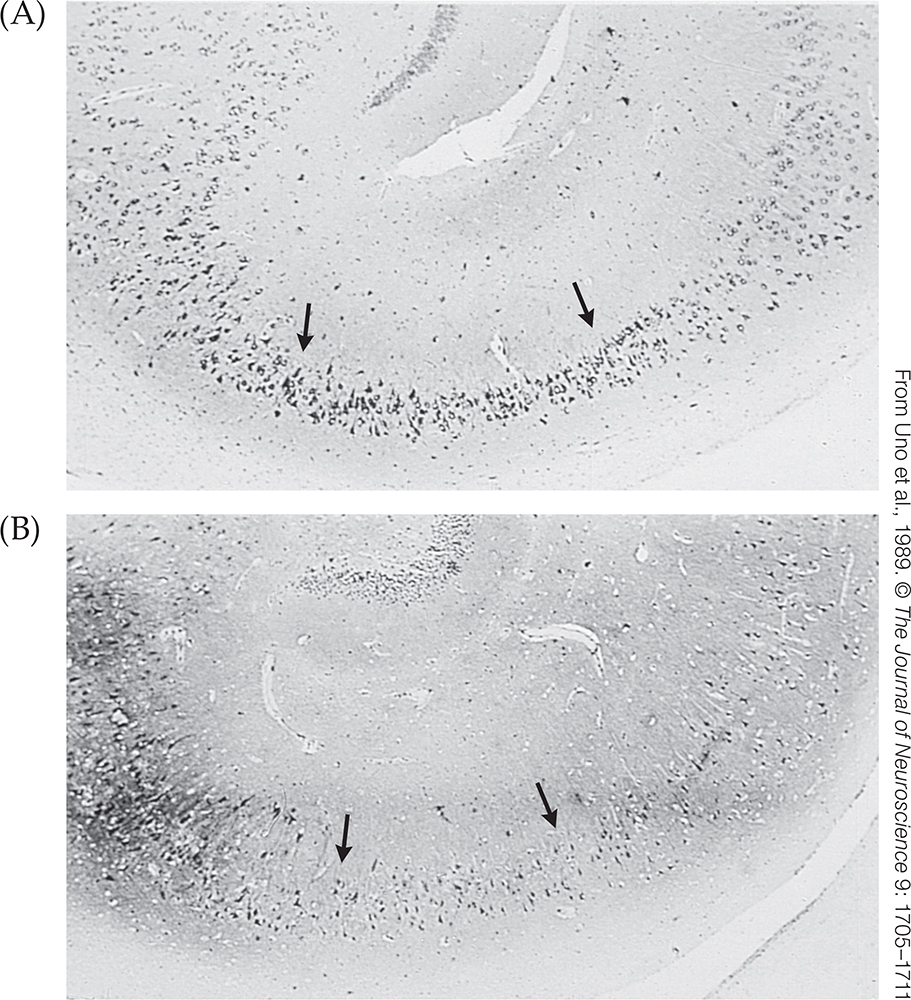 (A)
(B)
From Uno et al., 1989. © The Journal of Neuroscience 9: 1705–1711